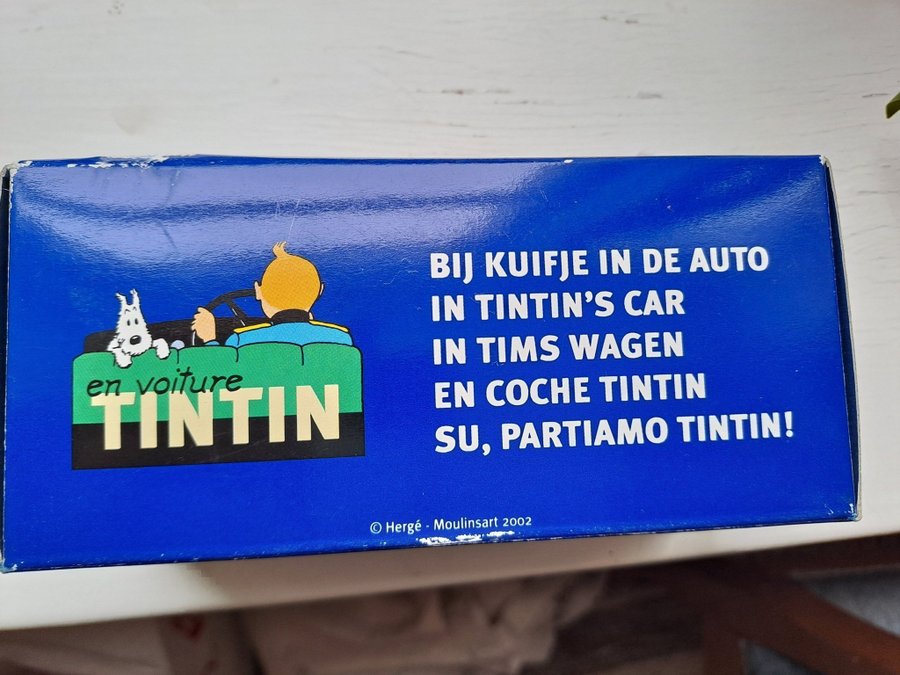 en voiture
TINTIN
BIJ KUIFJE IN DE AUTO
IN TINTIN'S CAR
IN TIMS WAGEN
EN COCHE TINTIN
SU, PARTIAMO TINTIN!
© Hergé - Moulinsart 2002